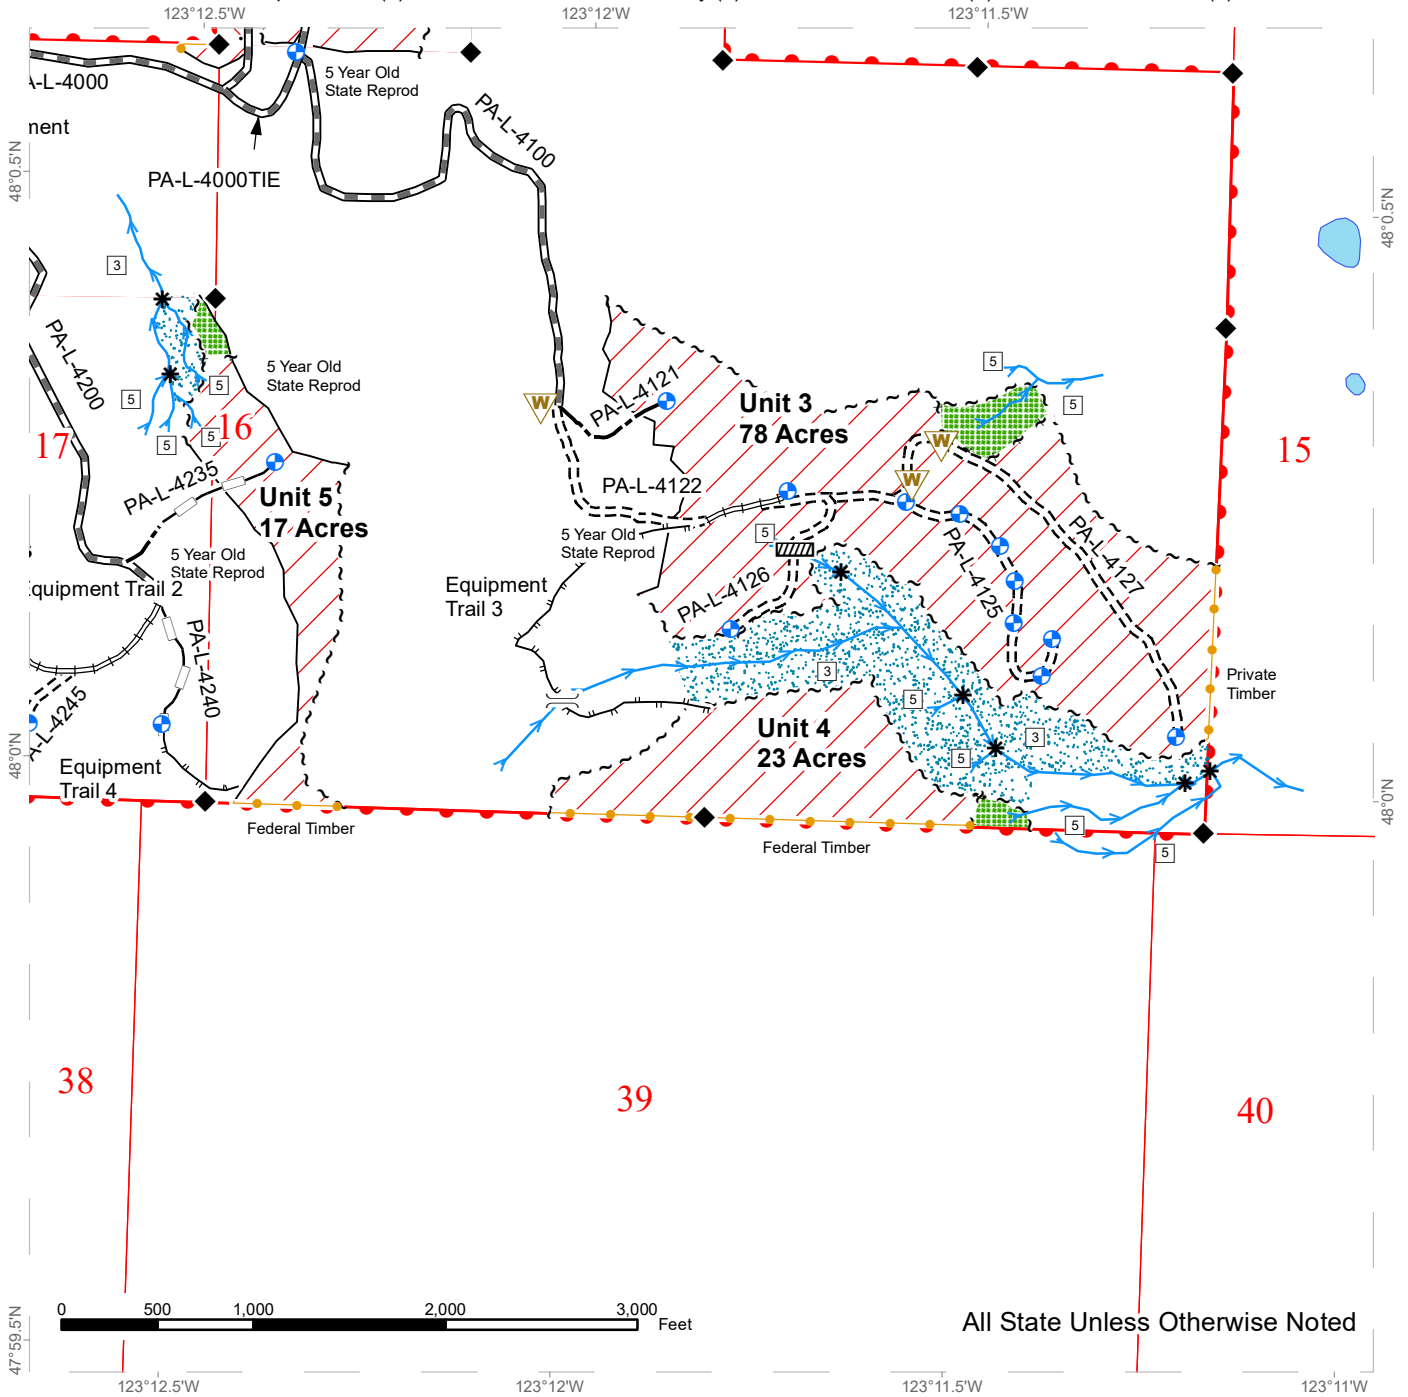 123°12.5'W
123°12'W
123°11.5'W
5 Year Old
State Reprod
A-L-4000
ment
PA-L-4100
PA-L-4000TIE
48°0.5'N
48°0.5'N
3
PA-L-4200
5 Year Old
State Reprod
5
5
5
5
16
17
15
W
PA-L-4121
Unit 3
78 Acres
5
5
W
W
PA-L-4235
Unit 5
17 Acres
PA-L-4122
5 Year Old
State Reprod
5
PA-L-4127
PA-L-4125
5 Year Old
State Reprod
Equipment Trail 2
Equipment
Trail 3
PA-L-4126
PA-L-4240
A-L-4245
3
5
Private
Timber
Unit 4
23 Acres
3
5
48°0'N
48°0'N
Equipment
Trail 4
Federal Timber
Federal Timber
5
5
38
39
40
0
500
1,000
2,000
3,000
Feet
All State Unless Otherwise Noted
47°59.5'N
123°12.5'W
123°12'W
123°11.5'W
123°11'W